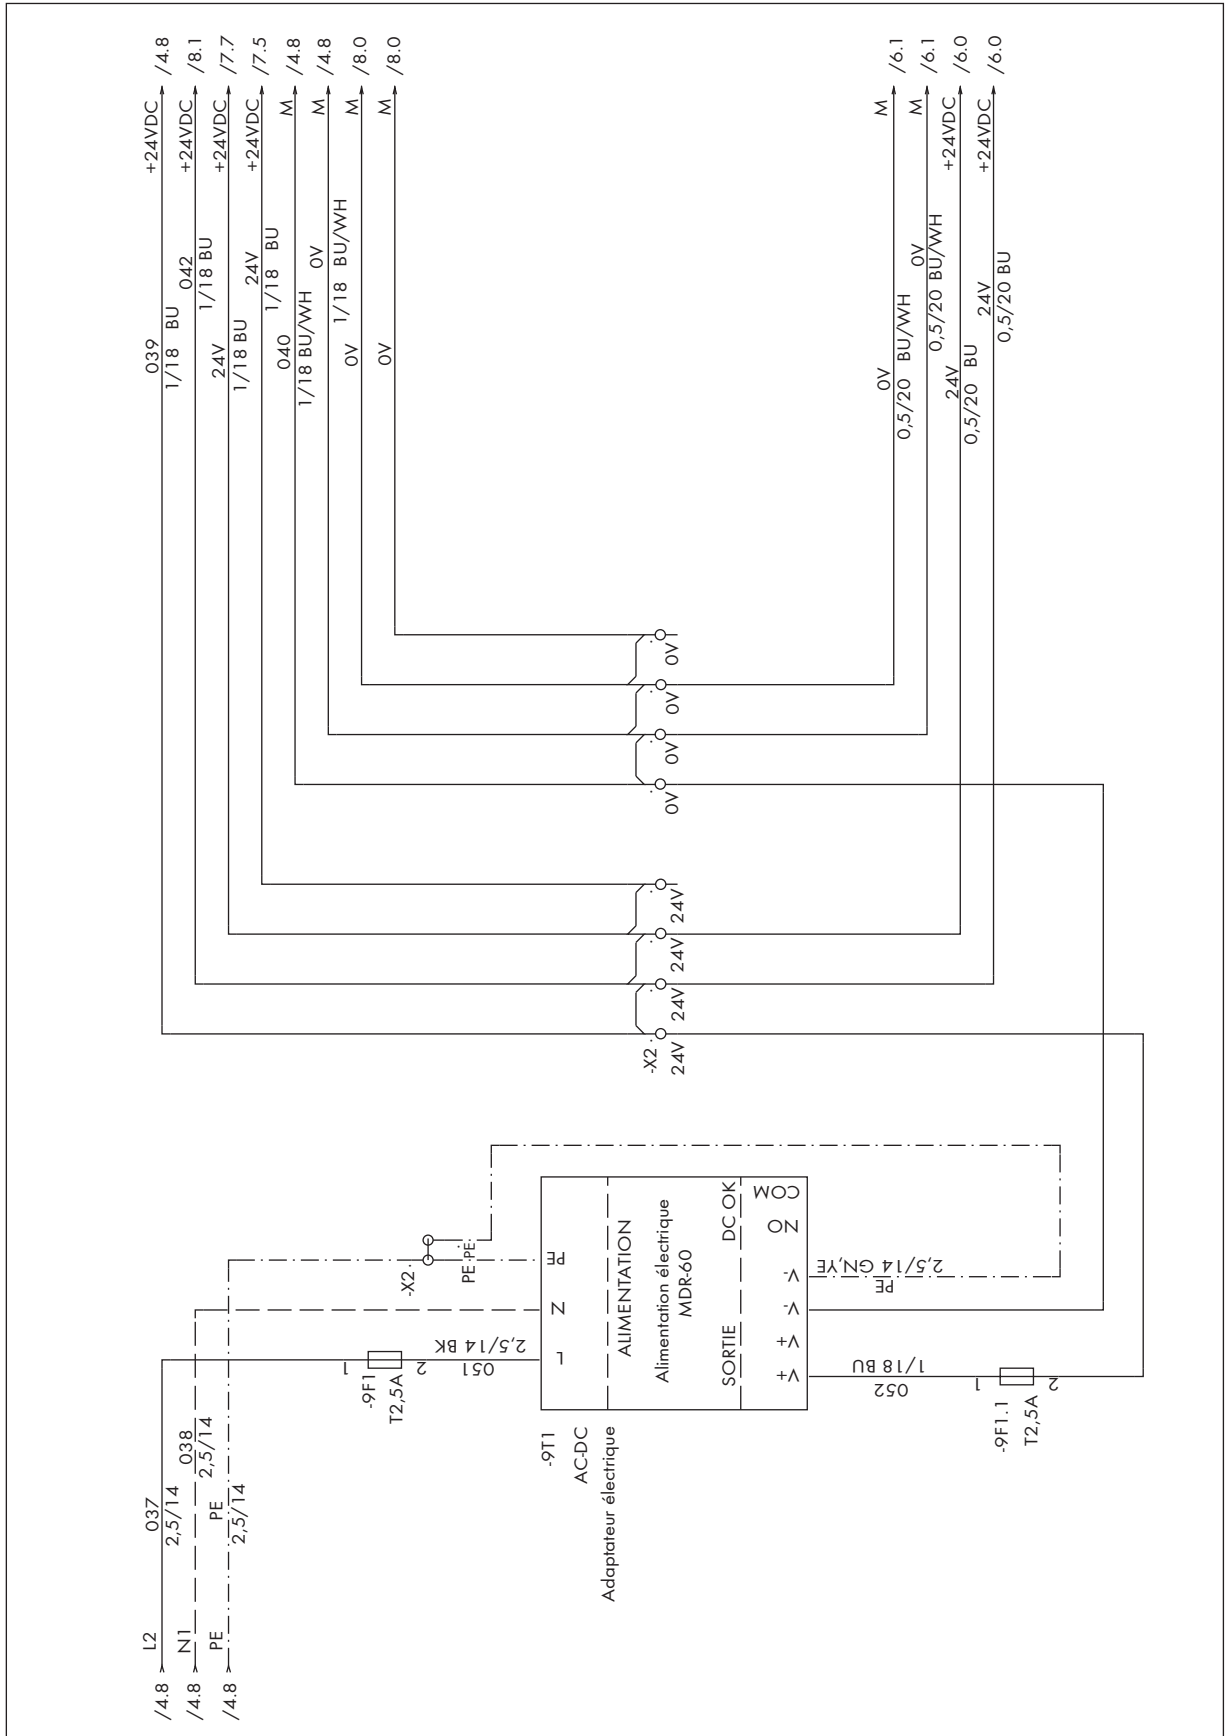 L2
037
2,5/14
/4.8
N1
038
2,5/14
/4.8
PE
PE
2,5/14
/4.8
039
1/18 BU
+24VDC
/4.8
042
1/18 BU
+24VDC
/8.1
24V
1/18 BU
+24VDC
/7.7
24V
1/18 BU
+24VDC
/7.5
040
1/18 BU/WH
M
/4.8
0V
1/18 BU/WH
M
/4.8
0V
M
/8.0
0V
M
/8.0
-9F1
T2,5A
1
2
051
2,5/14 BK
-X2.
PE
PE
-9T1
AC-DC
Adaptateur électrique
L
N
PE
ALIMENTATION
Alimentation électrique
MDR-60
SORTIE
DC OK
V+
V+
V-
V-
NO
COM
-X2.
24V
24V
24V
24V
0V
0V
0V
0V
052
1/18 BU
PE
2,5/14 GN,YE
-9F1.1
T2,5A
1
2
0V
0,5/20 BU/WH
M
/6.1
0V
0,5/20 BU/WH
M
/6.1
24V
0,5/20 BU
+24VDC
/6.0
24V
0,5/20 BU
+24VDC
/6.0